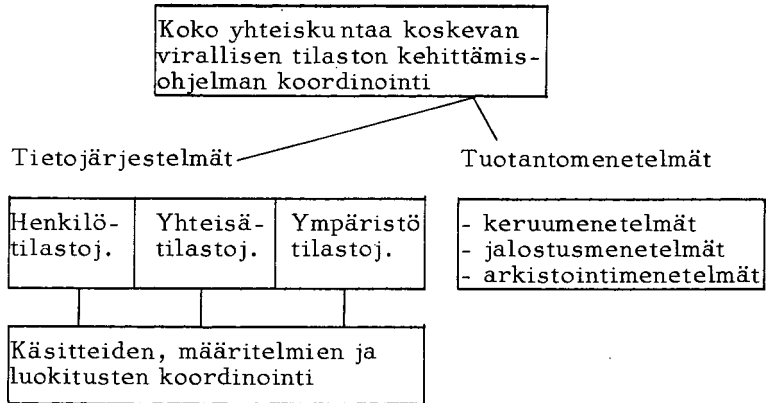 Koko yhteiskuntaa koskevan
virallisen tilaston kehittämis-
ohjelman koordinointi
Tietojärjestelmät
Tuotantomenetelmät
Henkilö-
tilastoj.
Yhteisä-
tilastoj.
Ympäristö
tilastoj.
- keruumenetelmät
- jalostusmenetelmät
- arkistointimenetelmät
Käsitteiden, määritelmien ja
luokitusten koordinointi